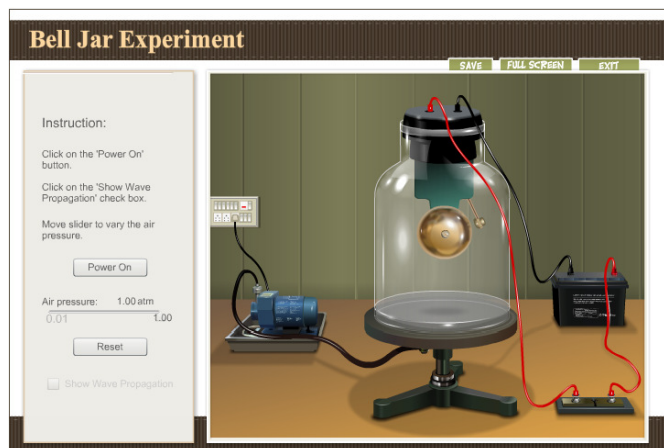 Bell Jar Experiment
SAVE FULL SCREEN EXIT
Instruction:
Click on the 'Power On'
button.
Click on the 'Show Wave
Propagation' check box.
Move slider to vary the air
pressure.
Power On
Air pressure: 1.00 atm
0.01 1.00
Reset
Show Wave Propagation